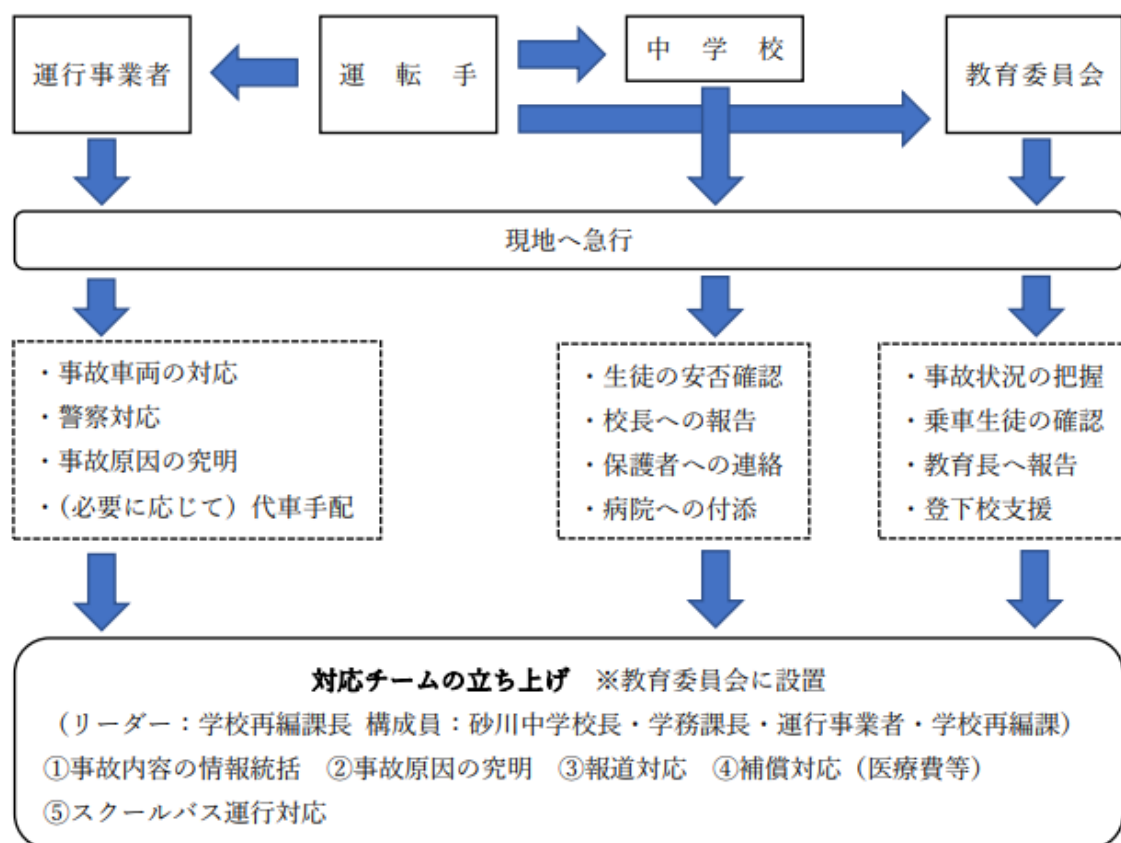 運行事業者
運転手
中学校
教育委員会
現地へ急行
・事故車両の対応
・警察対応
・事故原因の究明
・(必要に応じて）代車手配
・生徒の安否確認
・校長への報告
・保護者への連絡
・病院への付添
・事故状況の把握
・乗車生徒の確認
・教育長へ報告
・登下校支援
対応チームの立ち上げ　※教育委員会に設置
（リーダー：学校再編課長 構成員：砂川中学校長・学務課長・運行事業者・学校再編課）
①事故内容の情報統括　②事故原因の究明　③報道対応　④補償対応（医療費等）
⑤スクールバス運行対応